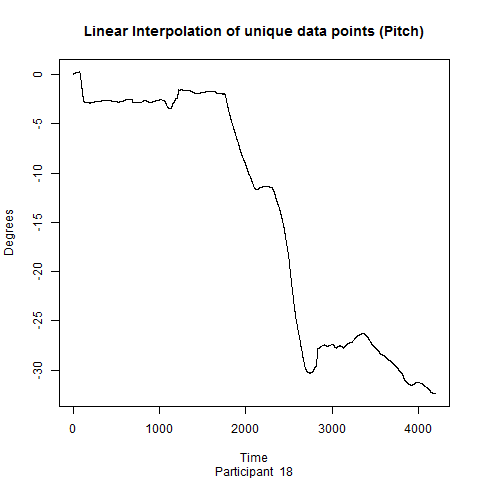 Linear Interpolation of unique data points (Pitch)
0
-5
-10
-15
-20
-25
-30
Degrees
0 1000 2000 3000 4000
Time
Participant 18